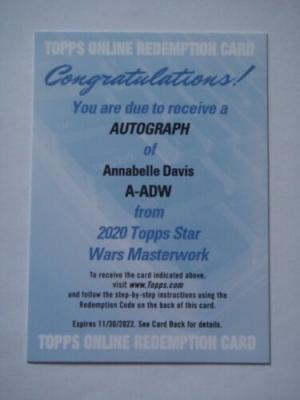 TOPPS ONLINE REDEMPTION CARD
Congratulations!
You are due to receive a
AUTOGRAPH
of
Annabelle Davis
A-ADW
from
2020 Topps Star
Wars Masterwork
To receive the card indicated above,
visit www.Topps.com
and follow the step-by-step instructions using the
Redemption Code on the back of this card.
Expires 11/30/2022. See Card Back for details.
TOPPS ONLINE REDEMPTION CARD